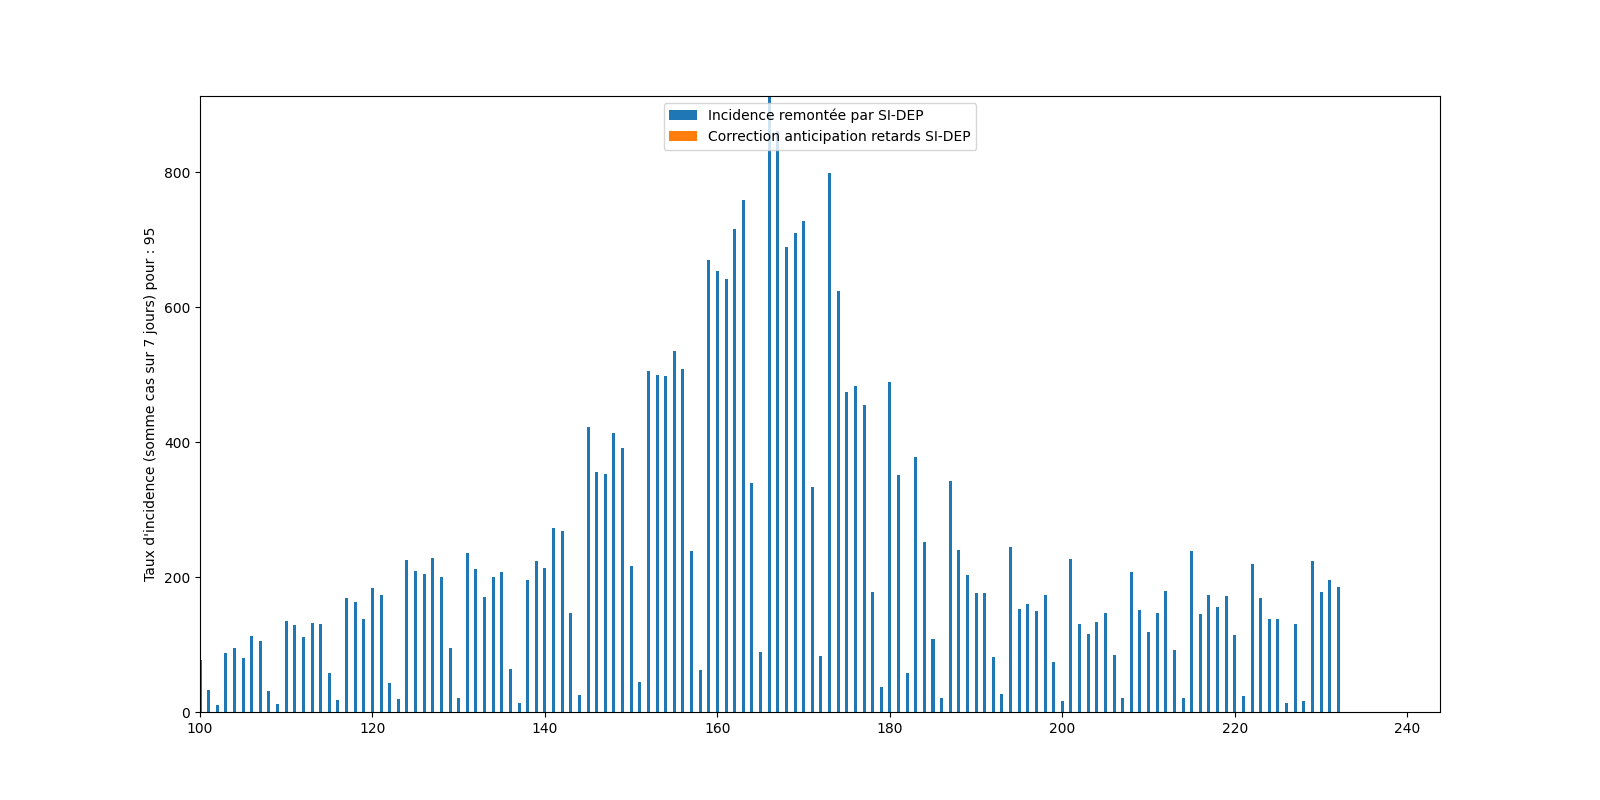 Incidence remontée par SI-DEP
Correction anticipation retards SI-DEP
Taux d'incidence (somme cas sur 7 jours) pour : 95
800
600
400
200
0
100 120 140 160 180 200 220 240